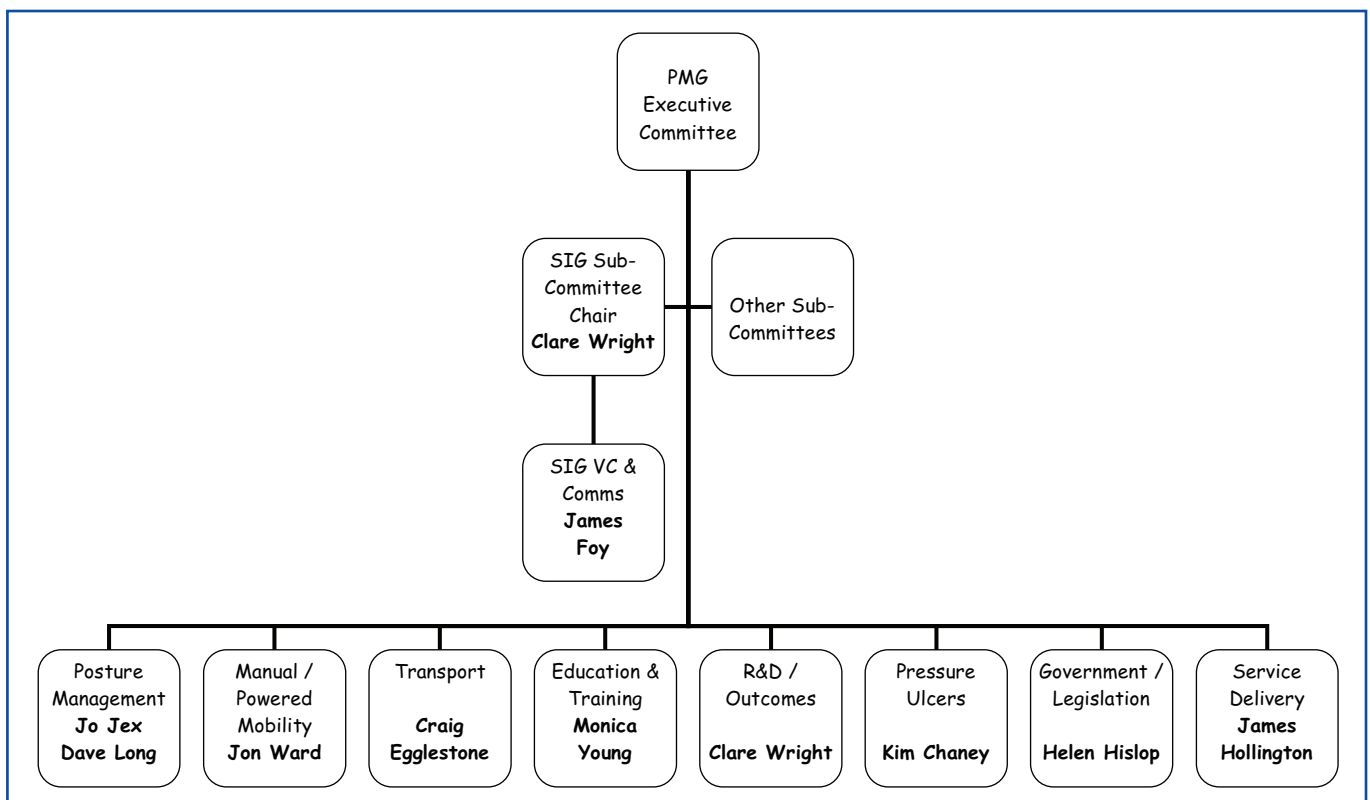 PMG
Executive
Committee
SIG Sub-
Committee
Chair
Clare Wright
Other Sub-
Committees
SIG VC &
Comms
James
Foy
Posture
Management
Jo Jex
Dave Long
Manual /
Powered
Mobility
Jon Ward
Transport
Craig
Egglestone
Education &
Training
Monica
Young
R&D /
Outcomes
Clare Wright
Pressure
Ulcers
Kim Chaney
Government /
Legislation
Helen Hislop
Service
Delivery
James
Hollington